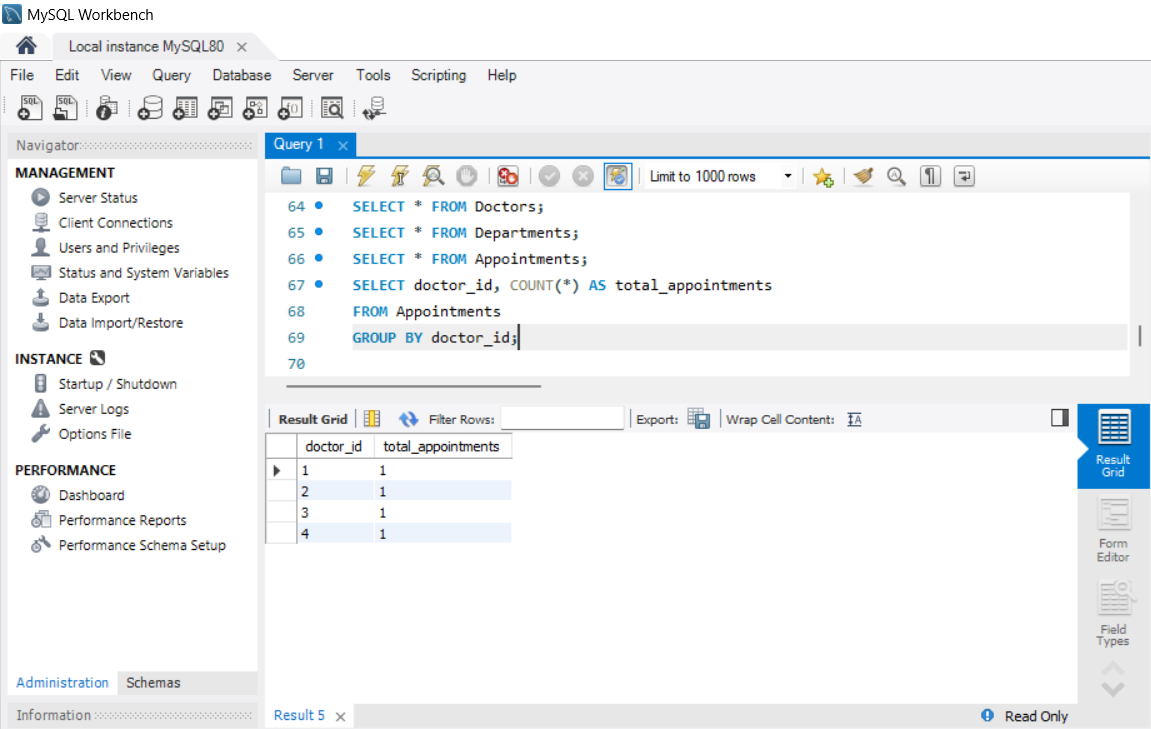 MySQL Workbench
Local instance MySQL80
File Edit View Query Database Server Tools Scripting Help
Navigator
MANAGEMENT
Server Status
Client Connections
Users and Privileges
Status and System Variables
Data Export
Data Import/Restore
INSTANCE
Startup / Shutdown
Server Logs
Options File
PERFORMANCE
Dashboard
Performance Reports
Performance Schema Setup
Administration Schemas
Information
Query 1
Limit to 1000 rows
64 SELECT * FROM Doctors;
65 SELECT * FROM Departments;
66 SELECT * FROM Appointments;
67 SELECT doctor_id, COUNT(*) AS total_appointments
68 FROM Appointments
69 GROUP BY doctor_id;
70
Result Grid Filter Rows: Export: Wrap Cell Content:
doctor_id total_appointments
1 1
2 1
3 1
4 1
Result
Grid
Form
Editor
Field
Types
Result 5
Read Only